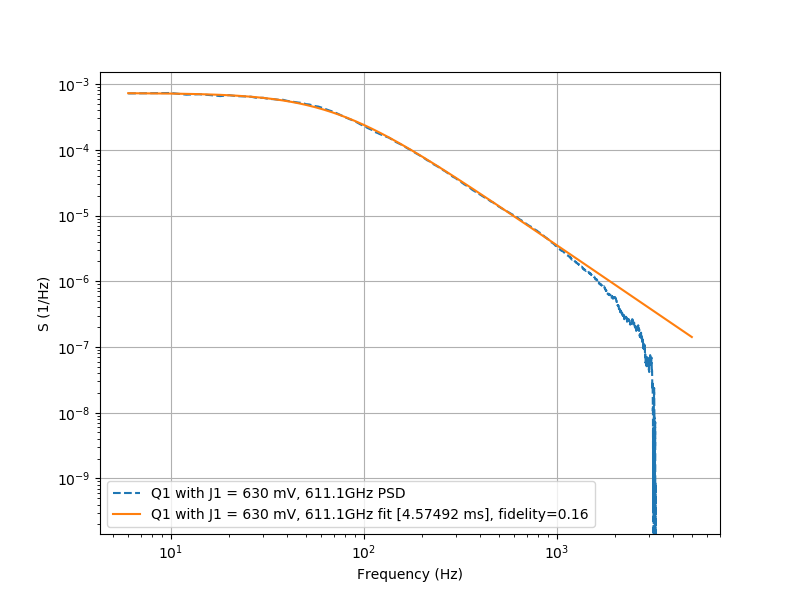 10⁻³
10⁻⁴
10⁻⁵
10⁻⁶
10⁻⁷
10⁻⁸
10⁻⁹
S (1/Hz)
Q1 with J1 = 630 mV, 611.1GHz PSD
Q1 with J1 = 630 mV, 611.1GHz fit [4.57492 ms], fidelity=0.16
10¹ 10² 10³
Frequency (Hz)